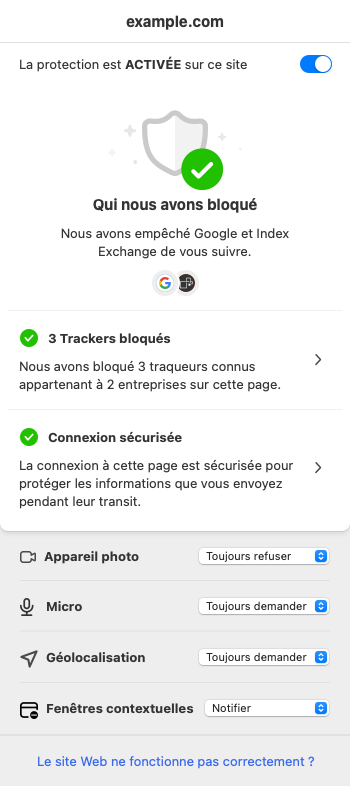 example.com
La protection est ACTIVÉE sur ce site
Qui nous avons bloqué
Nous avons empêché Google et Index
Exchange de vous suivre.
3 Trackers bloqués
Nous avons bloqué 3 traqueurs connus
appartenant à 2 entreprises sur cette page.
Connexion sécurisée
La connexion à cette page est sécurisée pour
protéger les informations que vous envoyez
pendant leur transit.
Appareil photo Toujours refuser
Micro Toujours demander
Géolocalisation Toujours demander
Fenêtres contextuelles Notifier
Le site Web ne fonctionne pas correctement ?